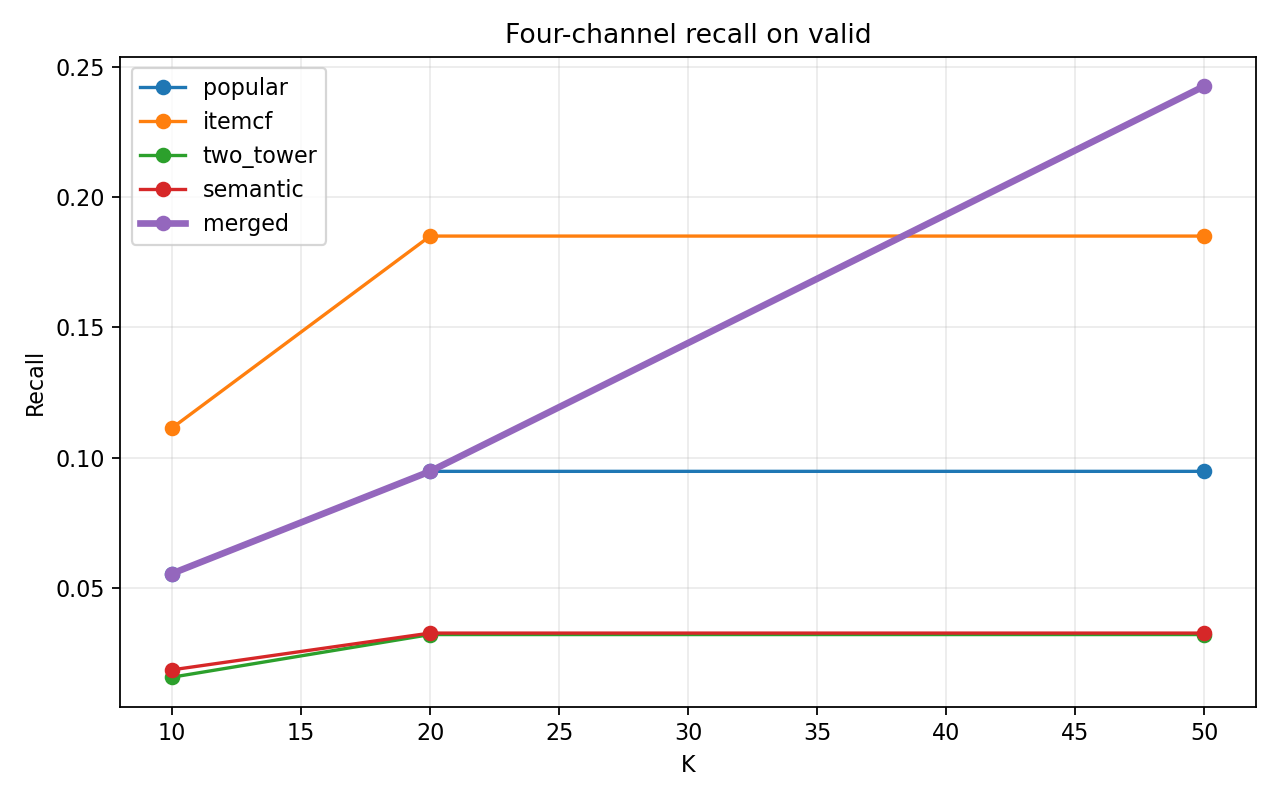 Four-channel recall on valid
0.25
0.20
0.15
0.10
0.05
Recall
popular
itemcf
two_tower
semantic
merged
10 15 20 25 30 35 40 45 50
K